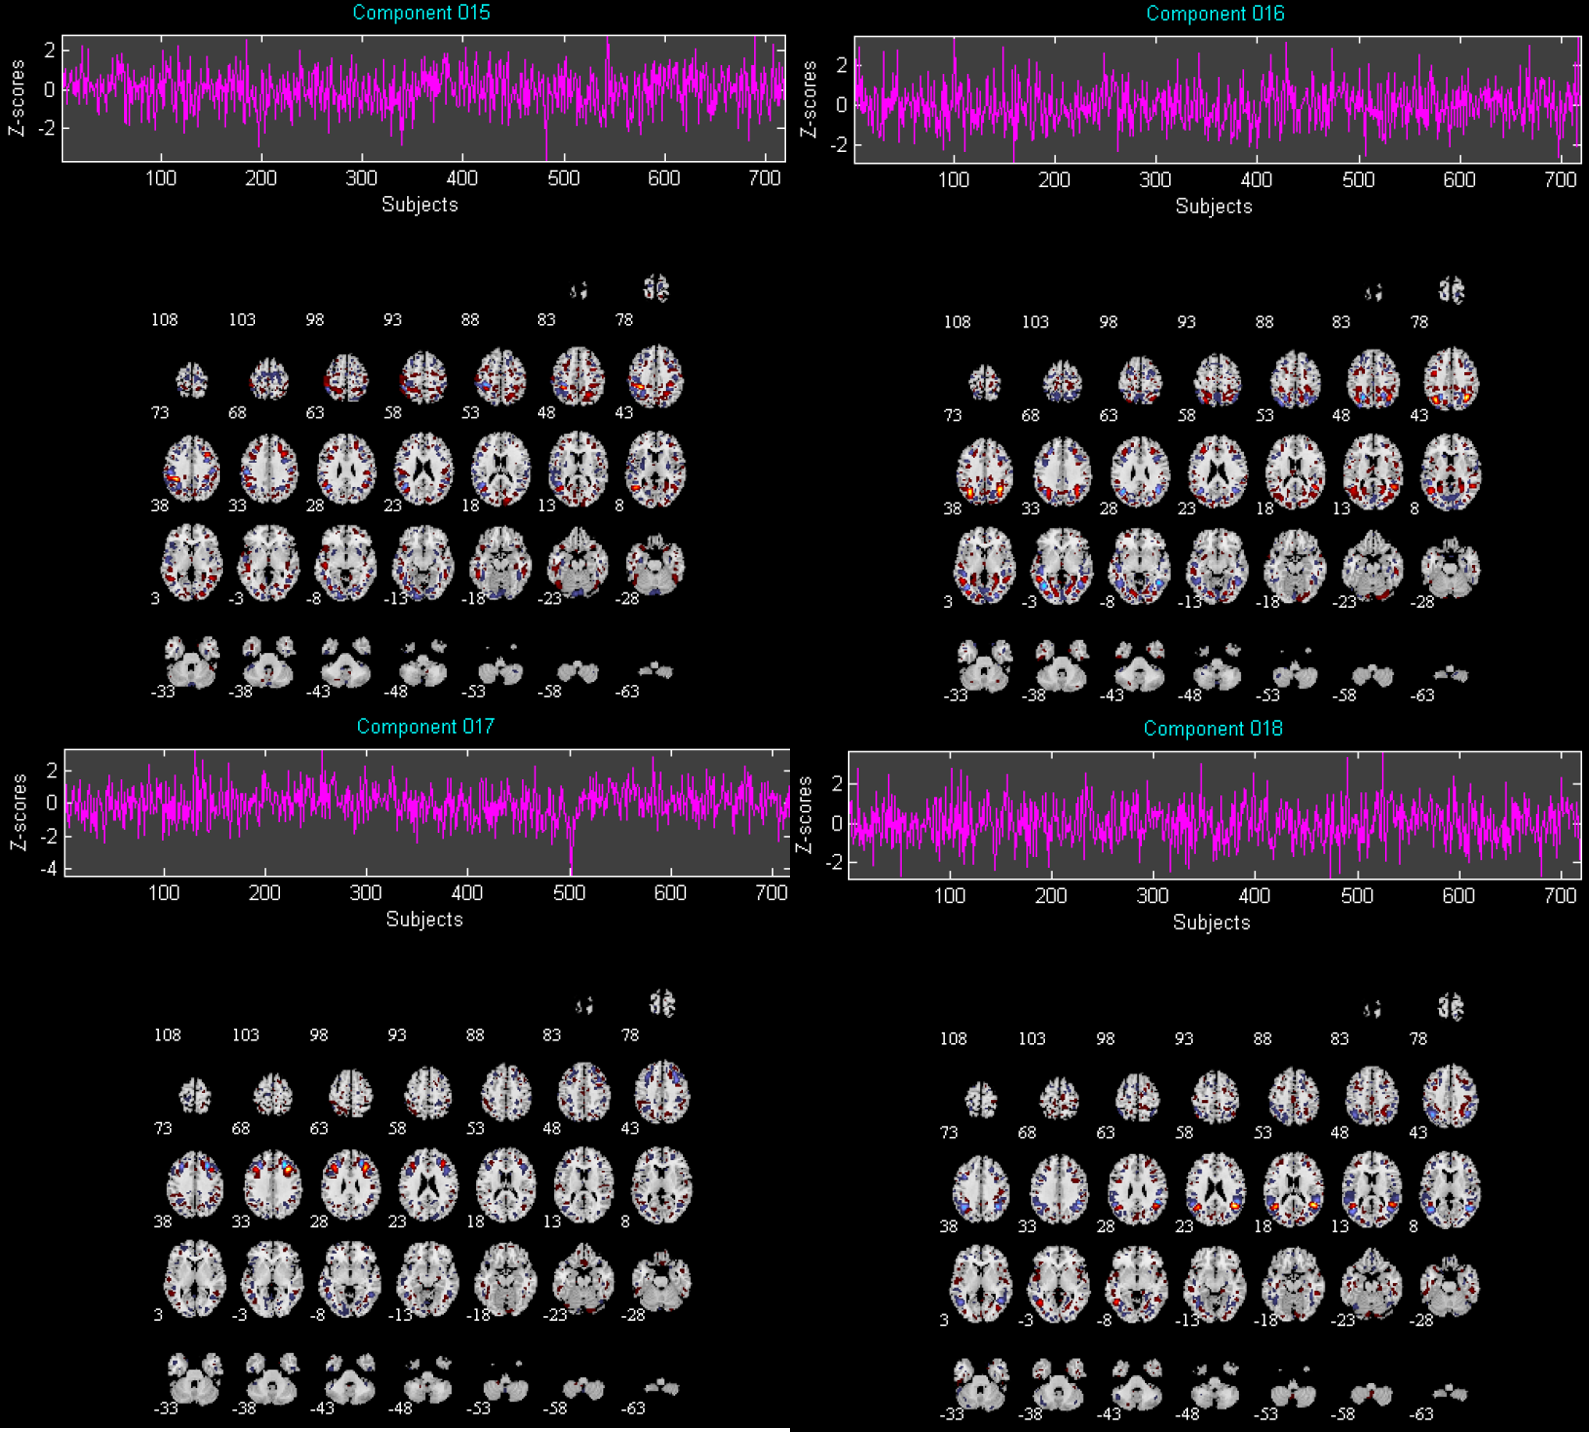 Component 015
Z-scores
2
0
-2
100 200 300 400 500 600 700
Subjects
108 103 98 93 88 83 78
73 68 63 58 53 48 43
38 33 28 23 18 13 8
3 -3 -8 -13 -18 -23 -28
-33 -38 -43 -48 -53 -58 -63
Component 016
Z-scores
2
0
-2
100 200 300 400 500 600 700
Subjects
108 103 98 93 88 83 78
73 68 63 58 53 48 43
38 33 28 23 18 13 8
3 -3 -8 -13 -18 -23 -28
-33 -38 -43 -48 -53 -58 -63
Component 017
Z-scores
2
0
-2
-4
100 200 300 400 500 600 700
Subjects
108 103 98 93 88 83 78
73 68 63 58 53 48 43
38 33 28 23 18 13 8
3 -3 -8 -13 -18 -23 -28
-33 -38 -43 -48 -53 -58 -63
Component 018
Z-scores
2
0
-2
100 200 300 400 500 600 700
Subjects
108 103 98 93 88 83 78
73 68 63 58 53 48 43
38 33 28 23 18 13 8
3 -3 -8 -13 -18 -23 -28
-33 -38 -43 -48 -53 -58 -63